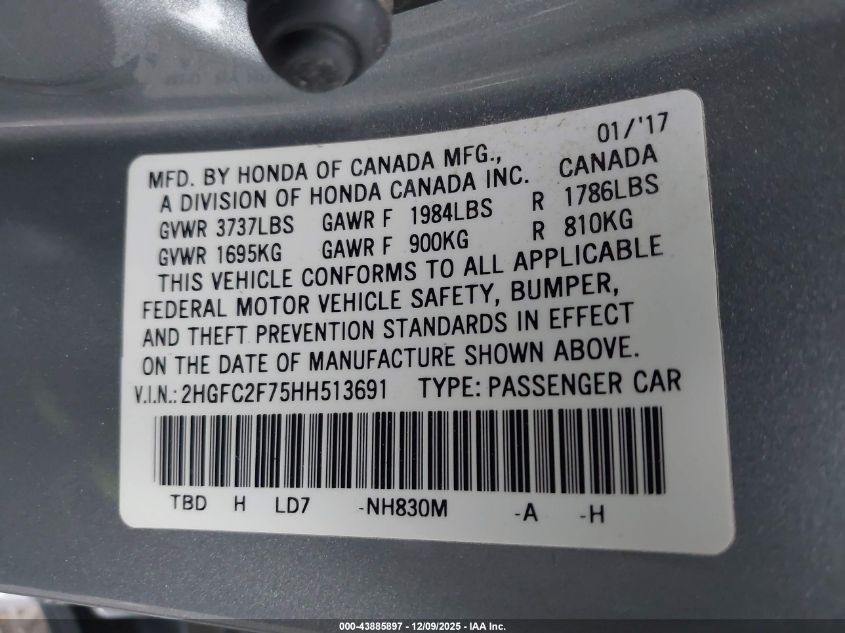 01/'17
MFD. BY HONDA OF CANADA MFG.,
A DIVISION OF HONDA CANADA INC. CANADA
GVWR 3737LBS GAWR F 1984LBS R 1786LBS
GVWR 1695KG GAWR F 900KG R 810KG
THIS VEHICLE CONFORMS TO ALL APPLICABLE
FEDERAL MOTOR VEHICLE SAFETY, BUMPER,
AND THEFT PREVENTION STANDARDS IN EFFECT
ON THE DATE OF MANUFACTURE SHOWN ABOVE.
V.I.N.: 2HGFC2F75HH513691 TYPE: PASSENGER CAR
TBD H LD7 -NH830M -A -H
000-43885897 - 12/09/2025 - IAA Inc.